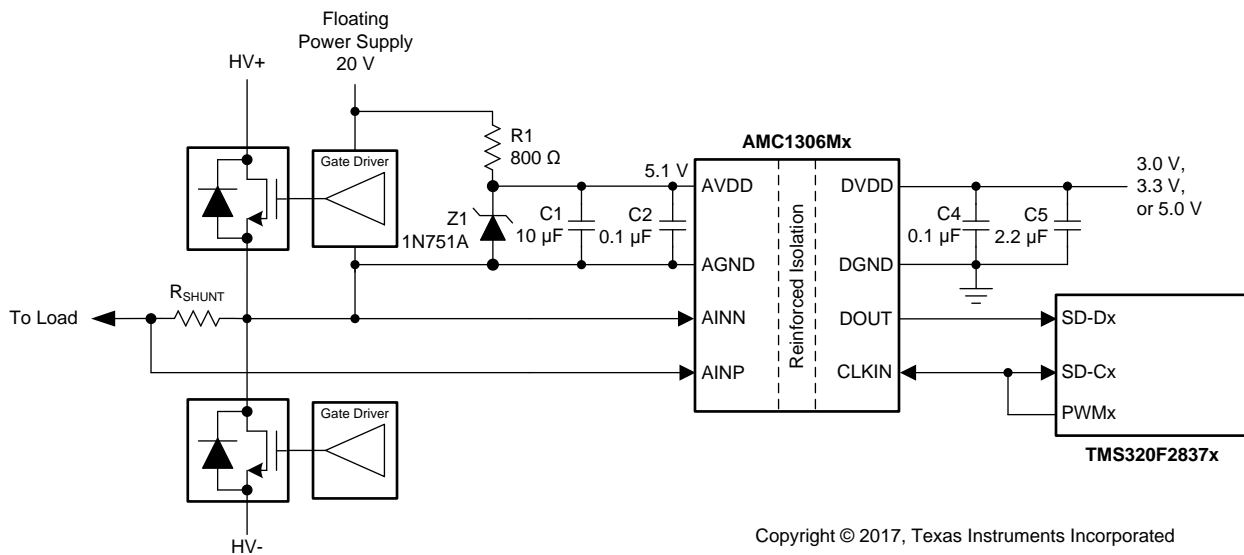 Floating
Power Supply
20 V
HV+
R1
800 Ω
AMC1306Mx
Gate Driver
5.1 V
AVDD
DVDD
3.0 V,
3.3 V,
or 5.0 V
Z1
1N751A
C1
10 µF
C2
0.1 µF
C4
0.1 µF
C5
2.2 µF
AGND
DGND
Reinforced Isolation
RSHUNT
To Load
AINN
DOUT
SD-Dx
AINP
CLKIN
SD-Cx
PWMx
Gate Driver
TMS320F2837x
HV-
Copyright © 2017, Texas Instruments Incorporated